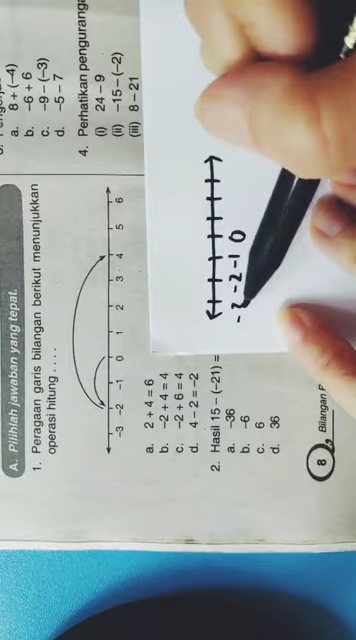 A. Pilihlah jawaban yang tepat.
1. Peragaan garis bilangan berikut menunjukkan
operasi hitung . . . .
−3 −2 −1 0 1 2 3 4 5 6
a. 2 + 4 = 6
b. −2 + 4 = 4
c. −2 + 6 = 4
d. 4 − 2 = −2
2. Hasil 15 − (−21) =
a. −36
b. −6
c. 6
d. 36
8 Bilangan
a. 8 + (−4)
b. −6 + 6
c. −9 − (−3)
d. −5 − 7
4. Perhatikan
(i) 24 − 9
(ii) −15 − (−2)
(iii) 8 − 21
-2 -1 0